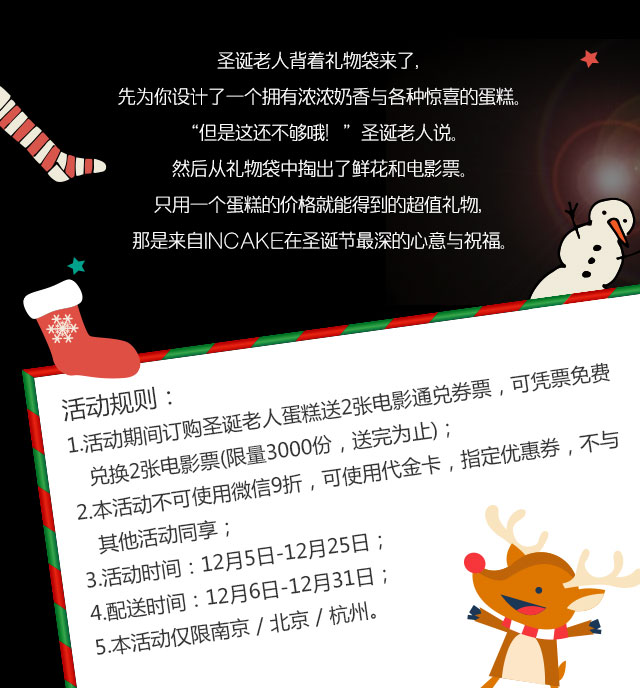 圣诞老人背着礼物袋来了,
先为你设计了一个拥有浓浓奶香与各种惊喜的蛋糕。
“但是这还不够哦！”圣诞老人说。
然后从礼物袋中掏出了鲜花和电影票。
只用一个蛋糕的价格就能得到的超值礼物,
那是来自INCAKE在圣诞节最深的心意与祝福。
活动规则：
1.活动期间订购圣诞老人蛋糕送2张电影通兑券票，可凭票免费
兑换2张电影票(限量3000份，送完为止)；
2.本活动不可使用微信9折，可使用代金卡，指定优惠券，不与
其他活动同享；
3.活动时间：12月5日-12月25日；
4.配送时间：12月6日-12月31日；
5.本活动仅限南京 / 北京 / 杭州。